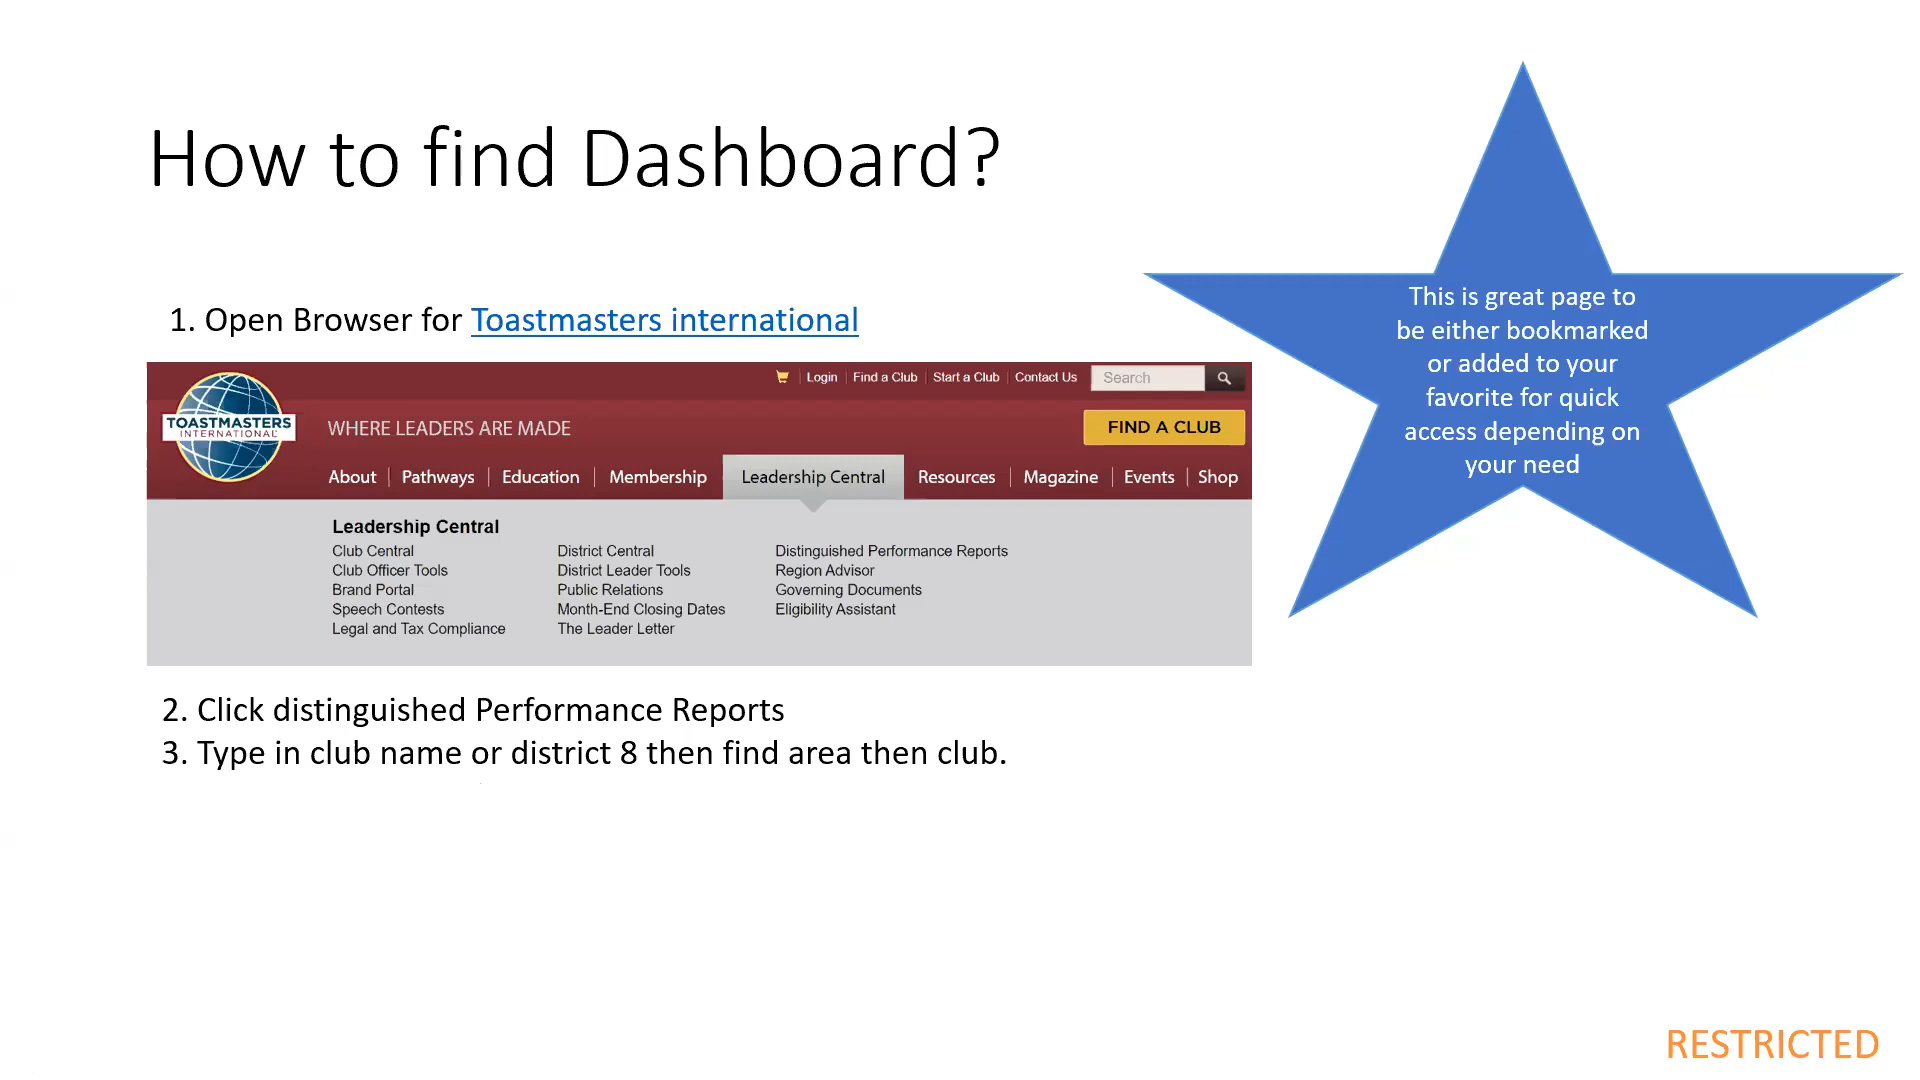 How to find Dashboard?
This is great page to
be either bookmarked
or added to your
favorite for quick
access depending on
your need
1. Open Browser for Toastmasters international
Login | Find a Club | Start a Club | Contact Us Search
TOASTMASTERS
INTERNATIONAL
WHERE LEADERS ARE MADE
FIND A CLUB
About | Pathways | Education | Membership Leadership Central Resources | Magazine | Events | Shop
Leadership Central
Club Central
Club Officer Tools
Brand Portal
Speech Contests
Legal and Tax Compliance
District Central
District Leader Tools
Public Relations
Month-End Closing Dates
The Leader Letter
Distinguished Performance Reports
Region Advisor
Governing Documents
Eligibility Assistant
2. Click distinguished Performance Reports
3. Type in club name or district 8 then find area then club.
RESTRICTED